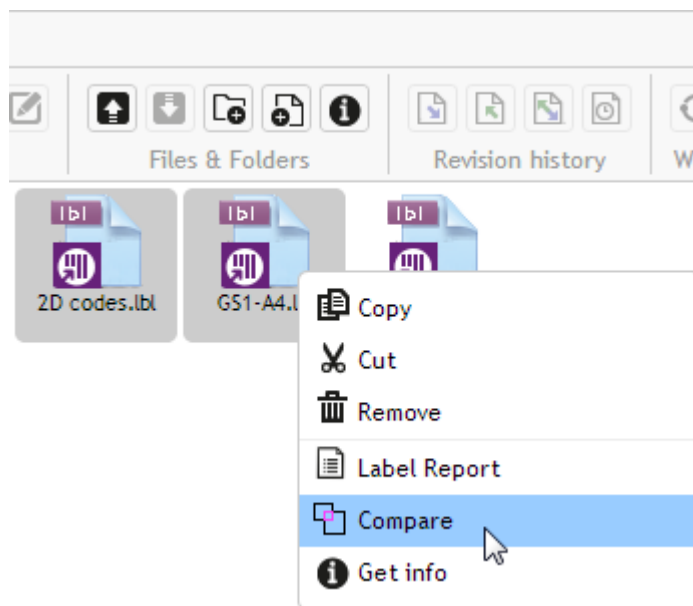 Files & Folders
Revision history
W
lbl
lbl
lbl
2D codes.lbl
GS1-A4.l
Copy
Cut
Remove
Label Report
Compare
Get info